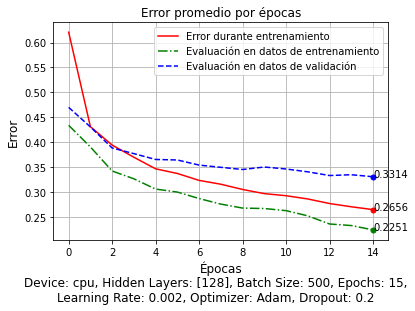 Error promedio por épocas
Error durante entrenamiento
Evaluación en datos de entrenamiento
Evaluación en datos de validación
0.60
0.55
0.50
0.45
0.40
0.35
0.30
0.25
Error
0.3314
0.2656
0.2251
0 2 4 6 8 10 12 14
Épocas
Device: cpu, Hidden Layers: [128], Batch Size: 500, Epochs: 15,
Learning Rate: 0.002, Optimizer: Adam, Dropout: 0.2